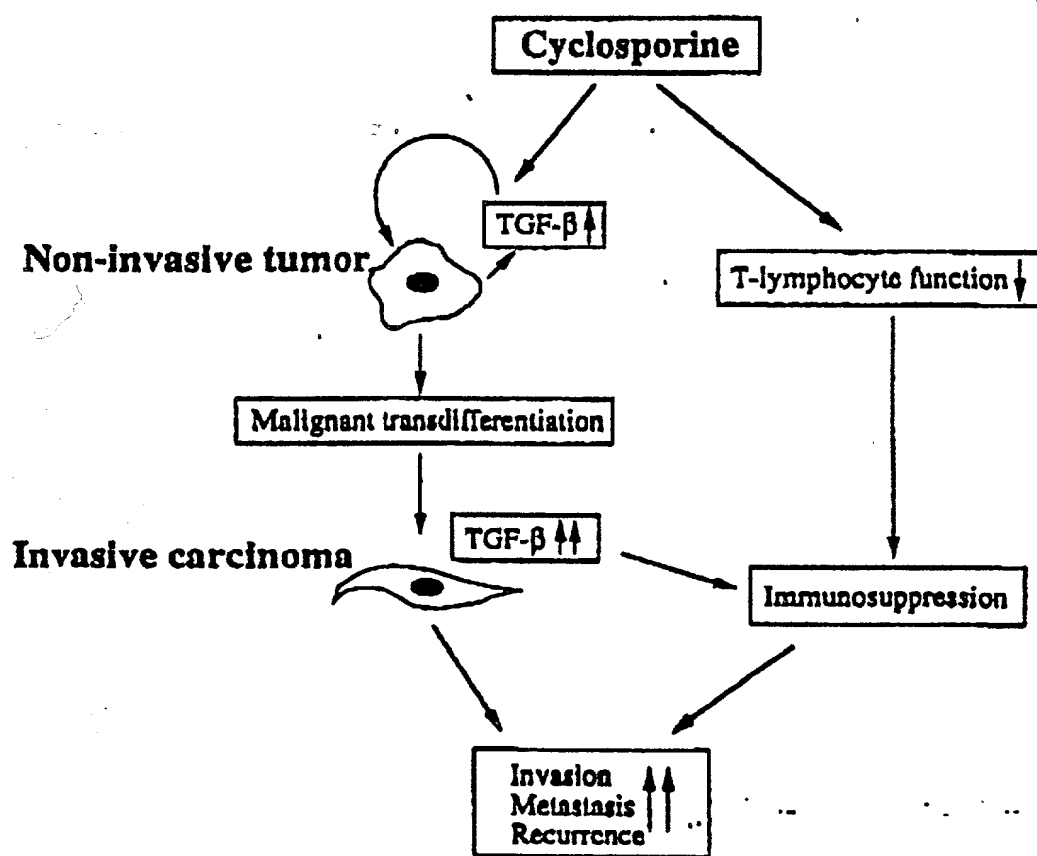 Cyclosporine
TGF-β ↑
Non-invasive tumor
T-lymphocyte function ↓
Malignant transdifferentiation
TGF-β ↑↑
Invasive carcinoma
Immunosuppression
Invasion
Metastasis
Recurrence ↑↑